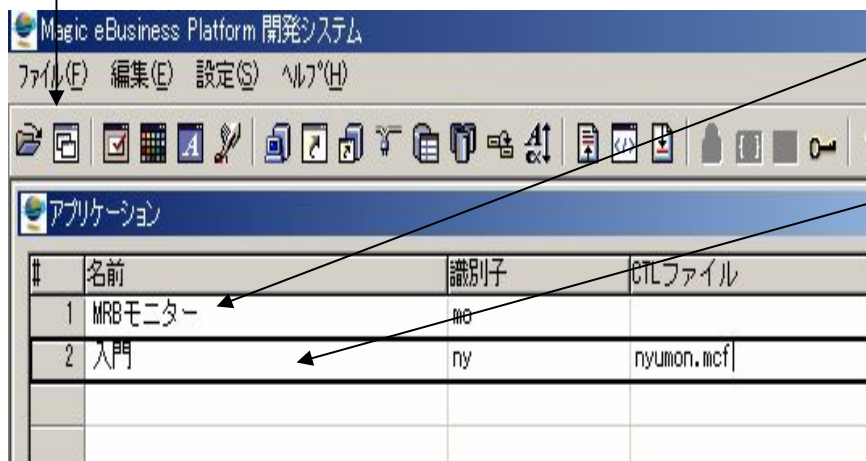 Magic eBusiness Platform 開発システム
ファイル(F) 編集(E) 設定(S) ヘルプ(H)
アプリケーション
# 名前 識別子 CTLファイル
1 MRBモニター mo
2 入門 ny nyumon.mcf